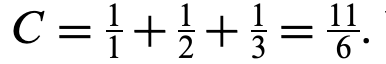 C = 1/1 + 1/2 + 1/3 = 11/6.